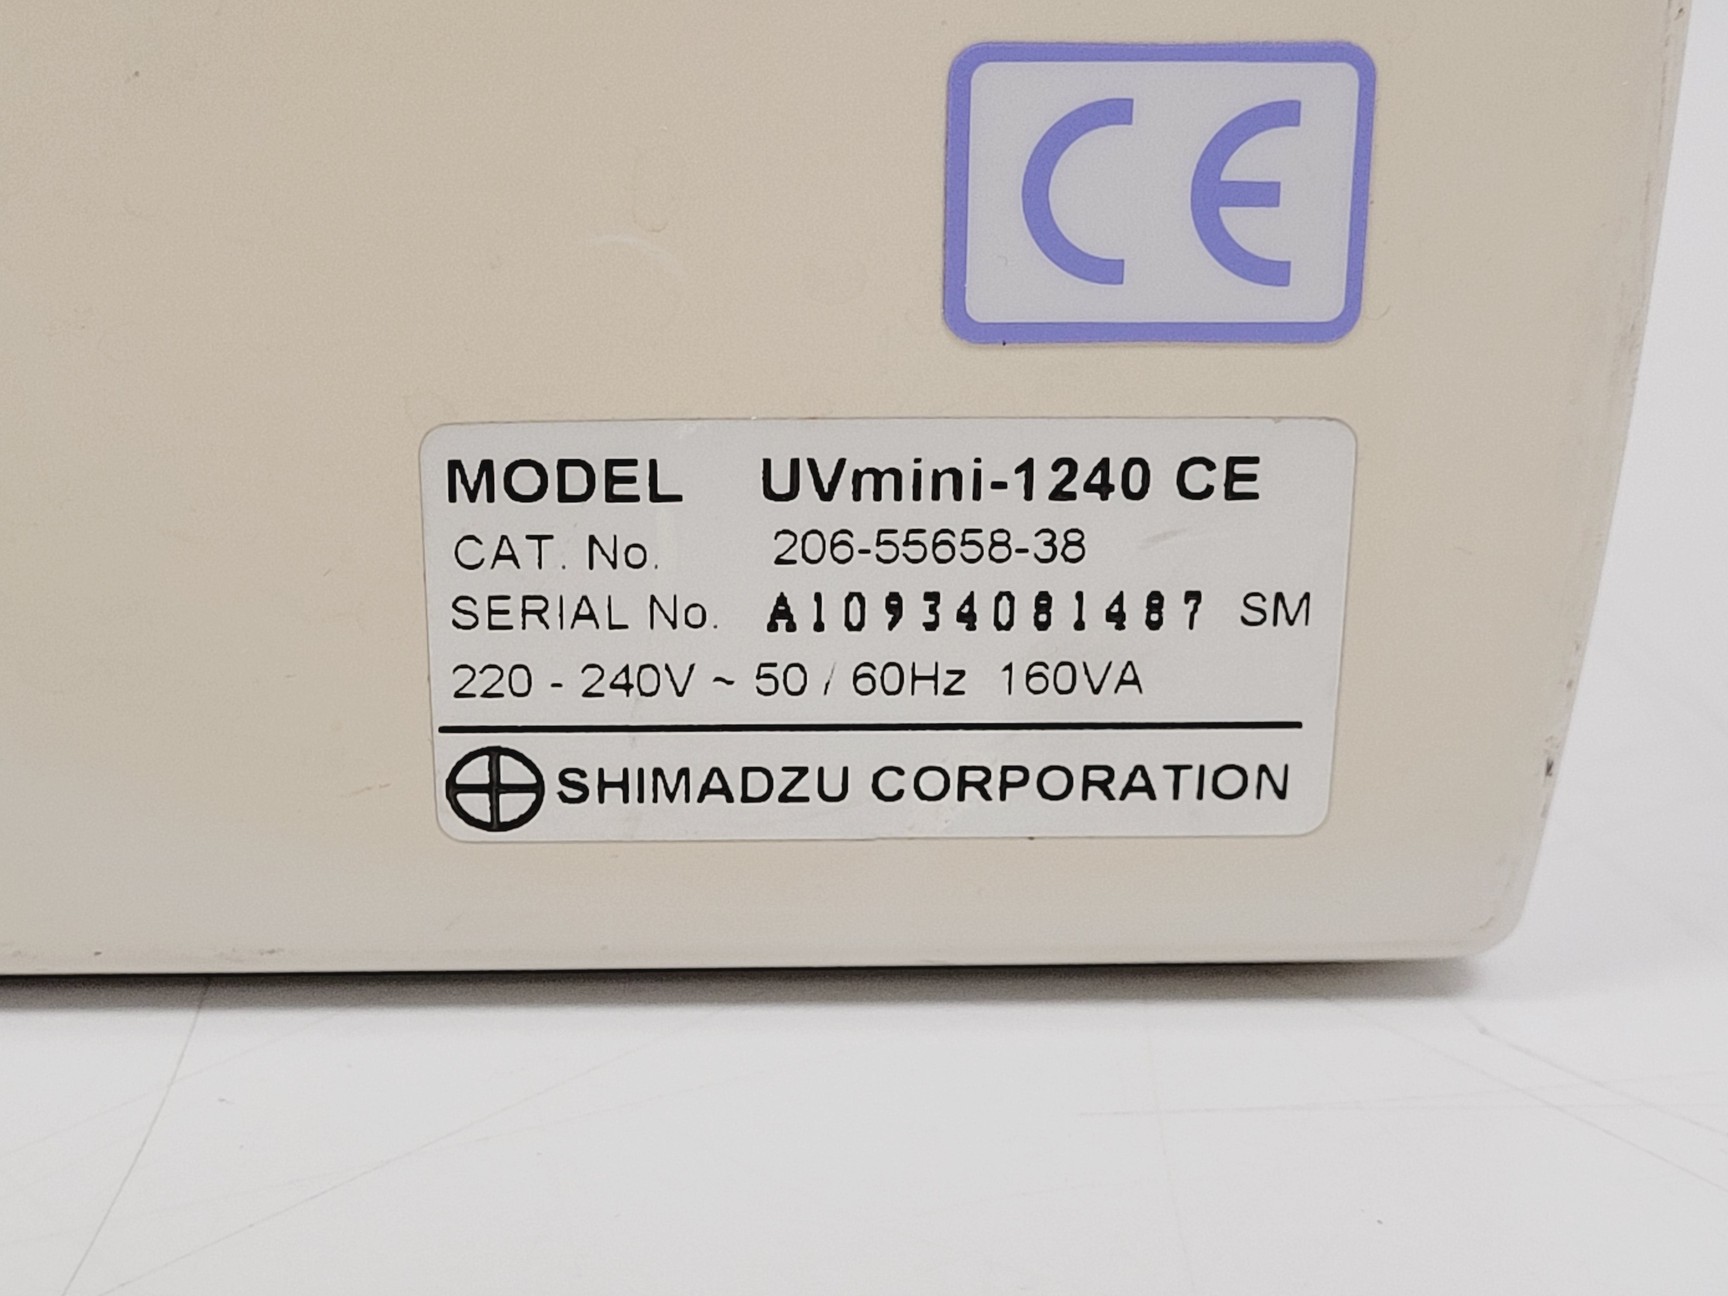 CE
MODEL UVmini-1240 CE
CAT. No. 206-55658-38
SERIAL No. A10934081487 SM
220 - 240V ~ 50 / 60Hz 160VA
SHIMADZU CORPORATION